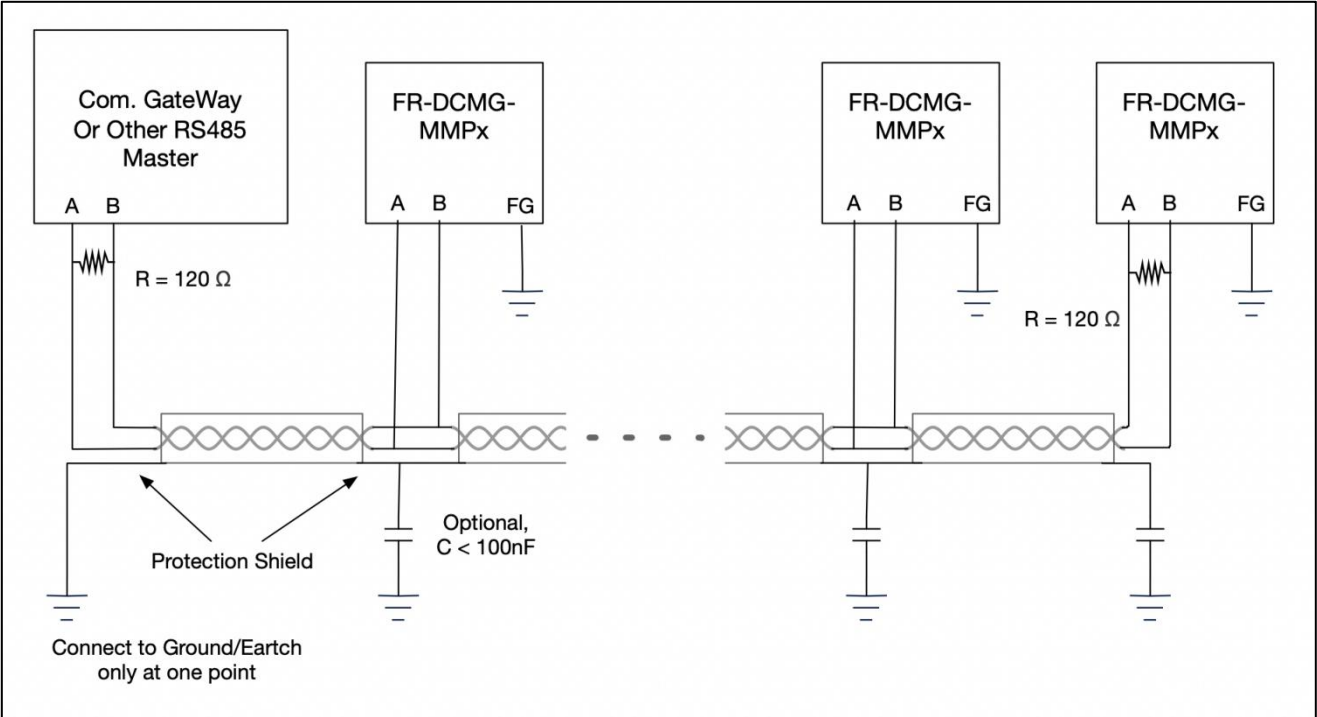 Com. GateWay
Or Other RS485
Master
A B
R = 120 Ω
FR-DCMG-
MMPx
A B FG
FR-DCMG-
MMPx
A B FG
FR-DCMG-
MMPx
A B FG
R = 120 Ω
Protection Shield
Optional,
C < 100nF
Connect to Ground/Eartch
only at one point